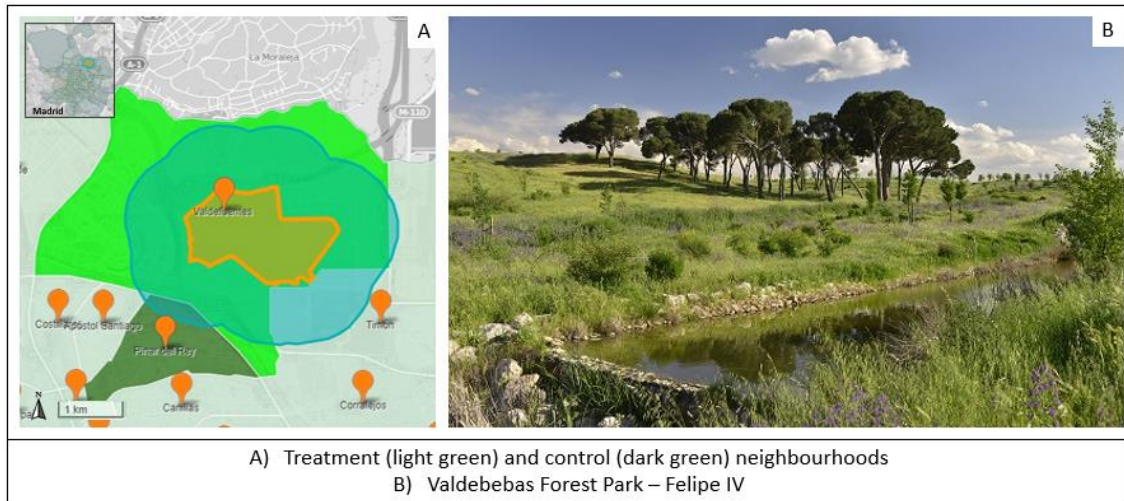 A
Madrid
La Moraleja
A-1
M-110
Valdefuentes
Apóstol Santiago
Timón
Pinar del Rey
Canillas
Corralejos
N
1 km
B
A) Treatment (light green) and control (dark green) neighbourhoods
B) Valdebebas Forest Park – Felipe IV